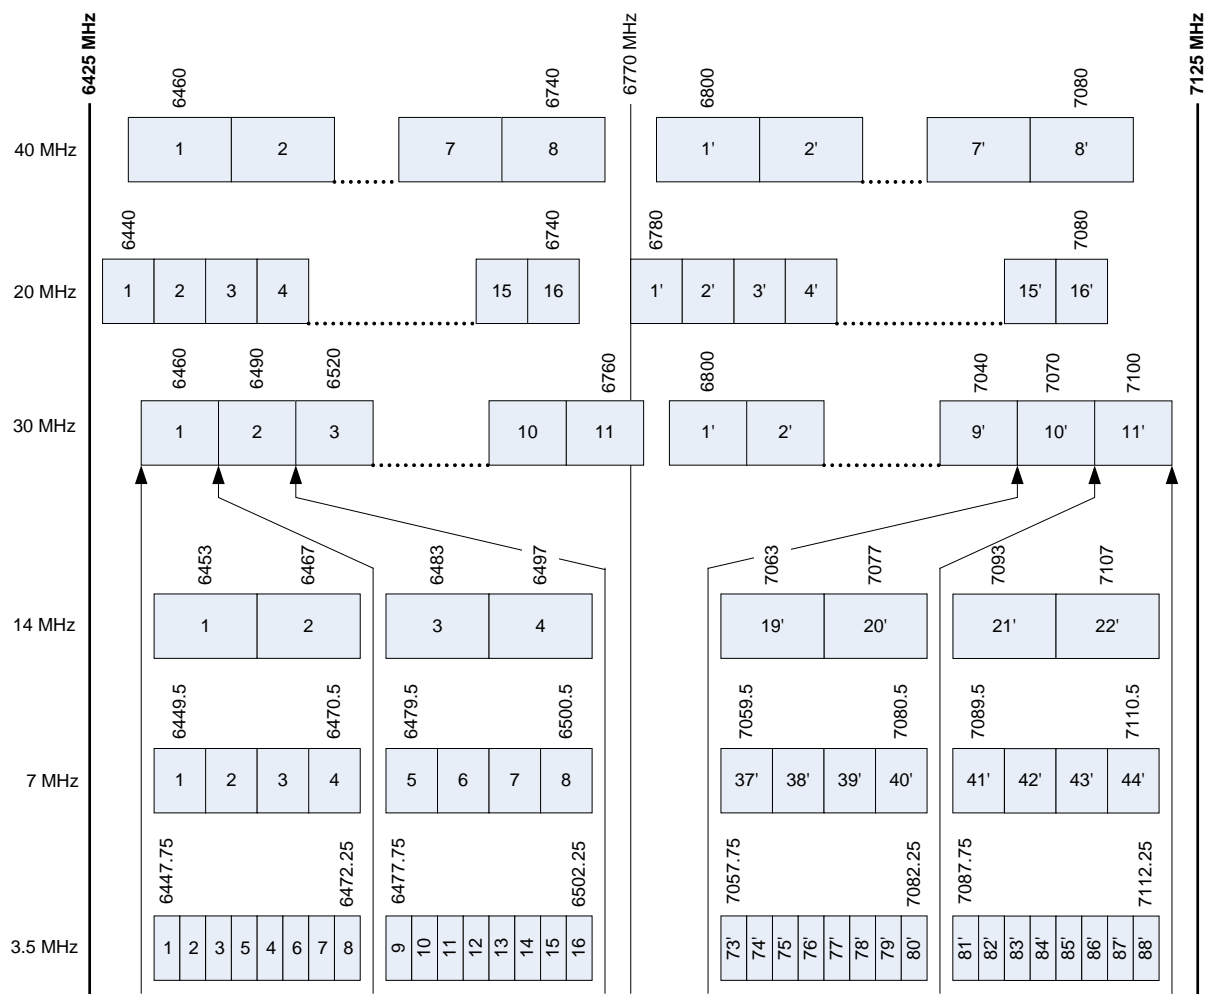 6425 MHz 6770 MHz 7125 MHz
6460 6740 6800 7080
40 MHz 1 2 7 8 1' 2' 7' 8'
6440 6740 6780 7080
20 MHz 1 2 3 4 15 16 1' 2' 3' 4' 15' 16'
6460 6490 6520 6760 6800 7040 7070 7100
30 MHz 1 2 3 10 11 1' 2' 9' 10' 11'
6453 6467 6483 6497 7063 7077 7093 7107
14 MHz 1 2 3 4 19' 20' 21' 22'
6449.5 6470.5 6479.5 6500.5 7059.5 7080.5 7089.5 7110.5
7 MHz 1 2 3 4 5 6 7 8 37' 38' 39' 40' 41' 42' 43' 44'
6447.75 6472.25 6477.75 6502.25 7057.75 7082.25 7087.75 7112.25
3.5 MHz 1 2 3 5 4 6 7 8 9 10 11 12 13 14 15 16 73' 74' 75' 76' 77' 78' 79' 80' 81' 82' 83' 84' 85' 86' 87' 88'